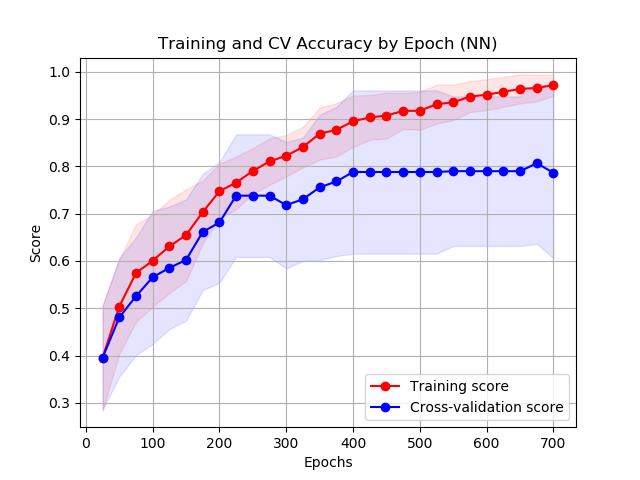 Training and CV Accuracy by Epoch (NN)
1.0
0.9
0.8
0.7
0.6
0.5
0.4
0.3
Score
Training score
Cross-validation score
0 100 200 300 400 500 600 700
Epochs